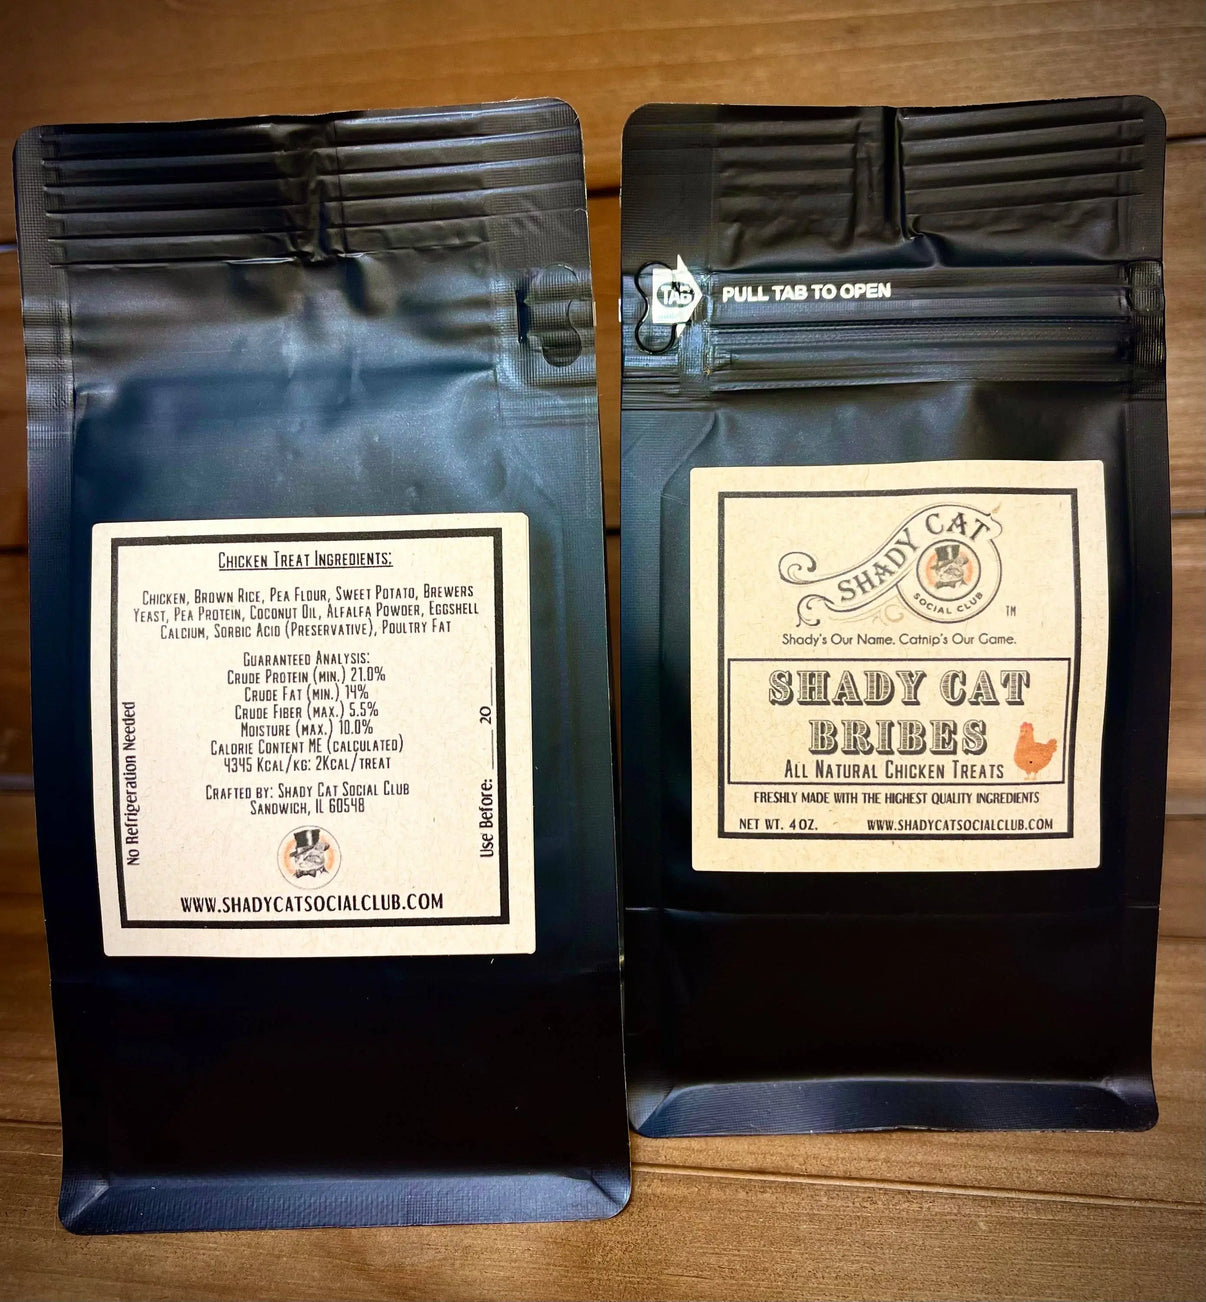 Chicken Treat Ingredients:
Chicken, Brown Rice, Pea Flour, Sweet Potato, Brewers
Yeast, Pea Protein, Coconut Oil, Alfalfa Powder, Eggshell
Calcium, Sorbic Acid (Preservative), Poultry Fat
Guaranteed Analysis:
Crude Protein (min.) 21.0%
Crude Fat (min.) 14%
Crude Fiber (max.) 5.5%
Moisture (max.) 10.0%
Calorie Content ME (calculated)
4345 Kcal/kg: 2Kcal/treat
Crafted by: Shady Cat Social Club
Sandwich, IL 60548
www.shadycatsocialclub.com
No Refrigeration Needed
Use Before: ______ 20____
TAB
PULL TAB TO OPEN
SHADY CAT
SOCIAL CLUB
TM
Shady's Our Name. Catnip's Our Game.
SHADY CAT
BRIBES
All Natural Chicken Treats
FRESHLY MADE WITH THE HIGHEST QUALITY INGREDIENTS
NET WT. 4 OZ. WWW.SHADYCATSOCIALCLUB.COM